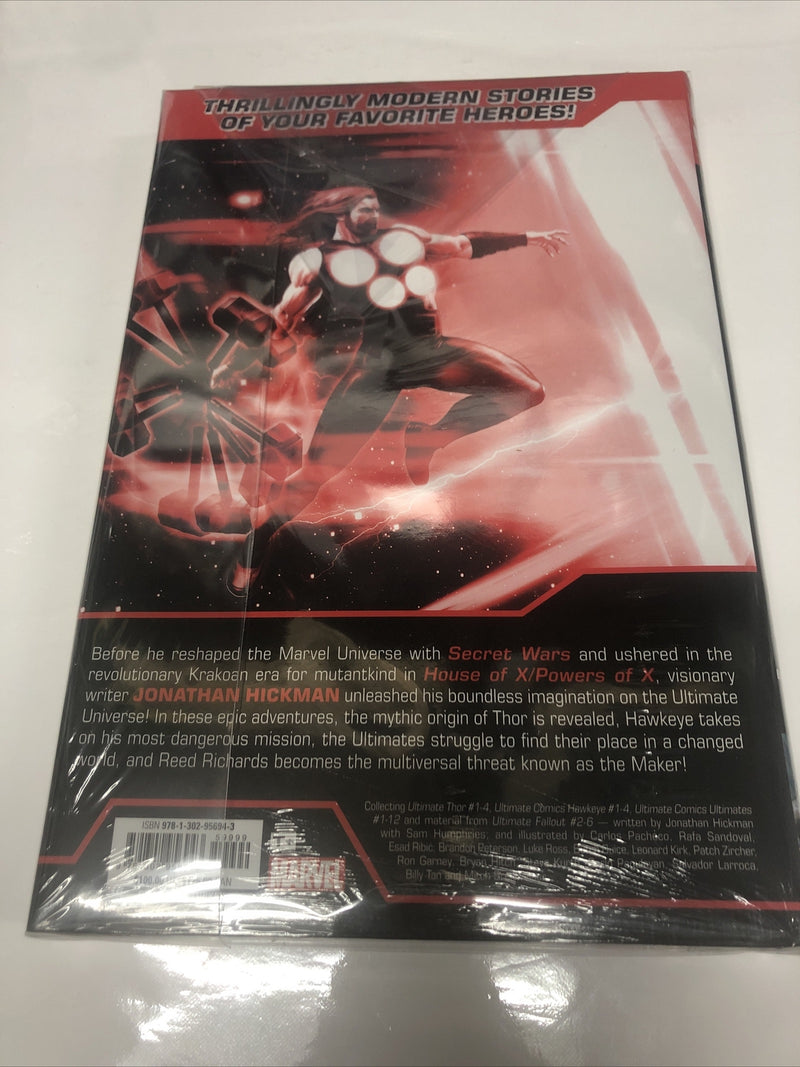 THRILLINGLY MODERN STORIES
OF YOUR FAVORITE HEROES!
Before he reshaped the Marvel Universe with Secret Wars and ushered in the
revolutionary Krakoan era for mutantkind in House of X/Powers of X, visionary
writer JONATHAN HICKMAN unleashed his boundless imagination on the Ultimate
Universe! In these epic adventures, the mythic origin of Thor is revealed, Hawkeye takes
on his most dangerous mission, the Ultimates struggle to find their place in a changed
world, and Reed Richards becomes the multiversal threat known as the Maker!
Collecting Ultimate Thor #1-4, Ultimate Comics Hawkeye #1-4, Ultimate Comics Ultimates
#1-12 and material from Ultimate Fallout #2-6 — written by Jonathan Hickman
with Sam Humphries; and illustrated by Carlos Pacheco, Rafa Sandoval,
Esad Ribić, Brandon Peterson, Luke Ross, Leonard Kirk, Patch Zircher,
Ron Garney, Bryan Salvador Larroca,
Billy Tan and
ISBN 978-1-302-95694-3
53999
MARVEL